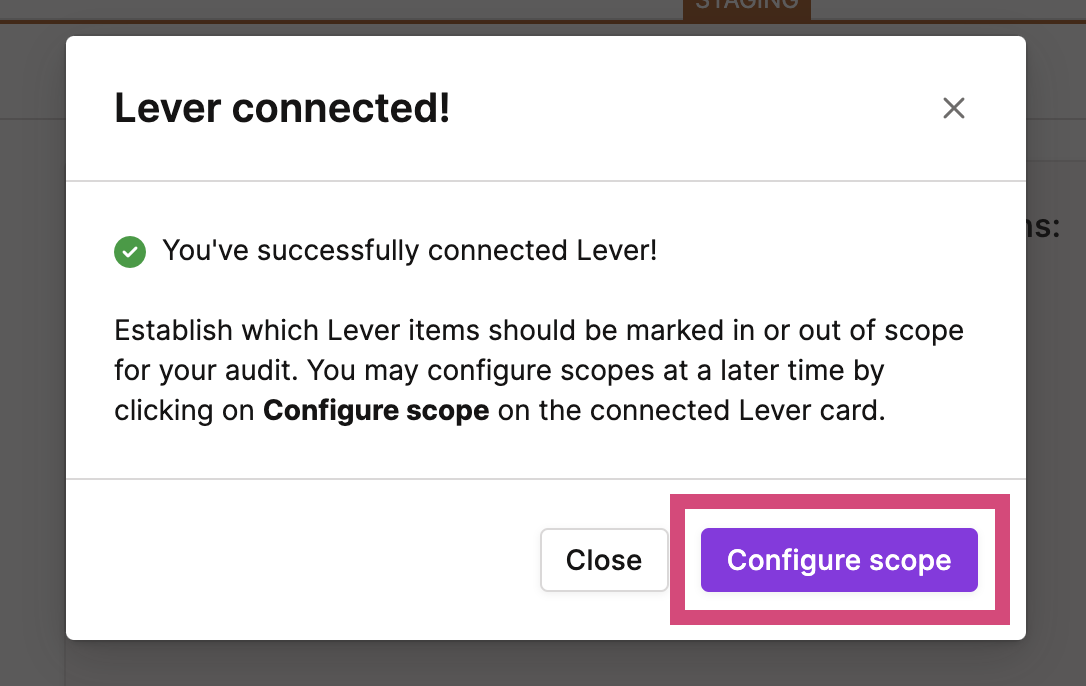 STAGING
Lever connected!
You've successfully connected Lever!
Establish which Lever items should be marked in or out of scope
for your audit. You may configure scopes at a later time by
clicking on Configure scope on the connected Lever card.
Close
Configure scope